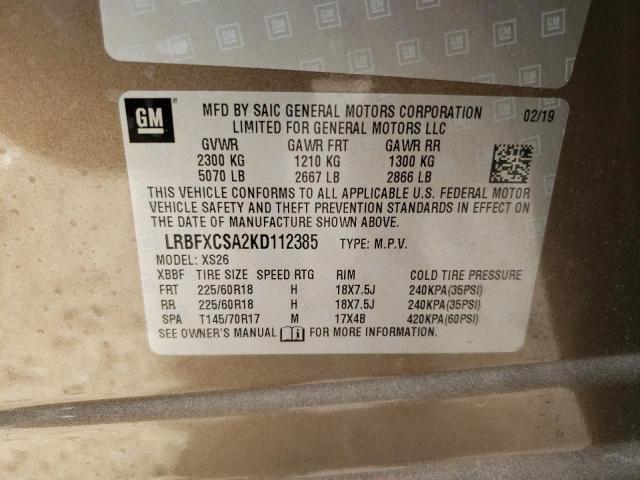 GM
MFD BY SAIC GENERAL MOTORS CORPORATION 02/19
LIMITED FOR GENERAL MOTORS LLC
GVWR GAWR FRT GAWR RR
2300 KG 1210 KG 1300 KG
5070 LB 2667 LB 2866 LB
THIS VEHICLE CONFORMS TO ALL APPLICABLE U.S. FEDERAL MOTOR
VEHICLE SAFETY AND THEFT PREVENTION STANDARDS IN EFFECT ON
THE DATE OF MANUFACTURE SHOWN ABOVE.
LRBFXCSA2KD112385 TYPE: M.P.V.
MODEL: XS26
XBBF TIRE SIZE SPEED RTG RIM COLD TIRE PRESSURE
FRT 225/60R18 H 18X7.5J 240KPA(35PSI)
RR 225/60R18 H 18X7.5J 240KPA(35PSI)
SPA T145/70R17 M 17X4B 420KPA(60PSI)
SEE OWNER'S MANUAL i FOR MORE INFORMATION.